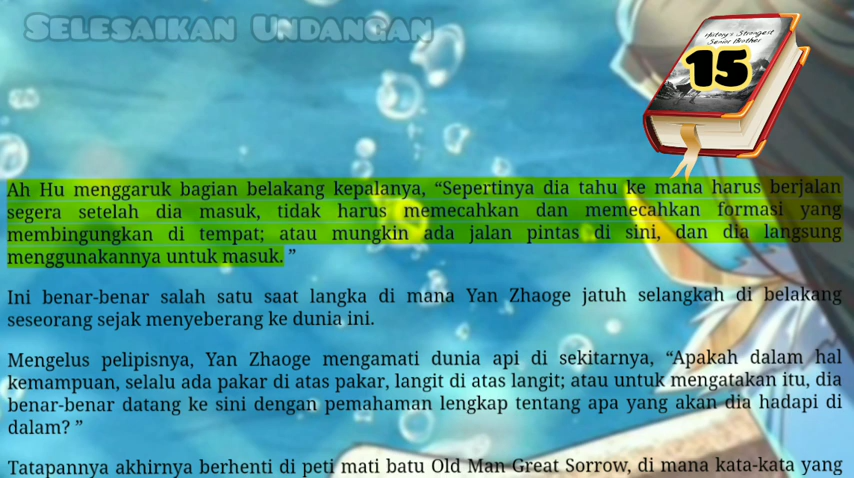 Selesaikan Undangan
History's Strongest
Senior Brother
15
Ah Hu menggaruk bagian belakang kepalanya, “Sepertinya dia tahu ke mana harus berjalan
segera setelah dia masuk, tidak harus memecahkan dan memecahkan formasi yang
membingungkan di tempat; atau mungkin ada jalan pintas di sini, dan dia langsung
menggunakannya untuk masuk. ”
Ini benar-benar salah satu saat langka di mana Yan Zhaoge jatuh selangkah di belakang
seseorang sejak menyeberang ke dunia ini.
Mengelus pelipisnya, Yan Zhaoge mengamati dunia api di sekitarnya, “Apakah dalam hal
kemampuan, selalu ada pakar di atas pakar, langit di atas langit; atau untuk mengatakan itu, dia
benar-benar datang ke sini dengan pemahaman lengkap tentang apa yang akan dia hadapi di
dalam? ”
Tatapannya akhirnya berhenti di peti mati batu Old Man Great Sorrow, di mana kata-kata yang